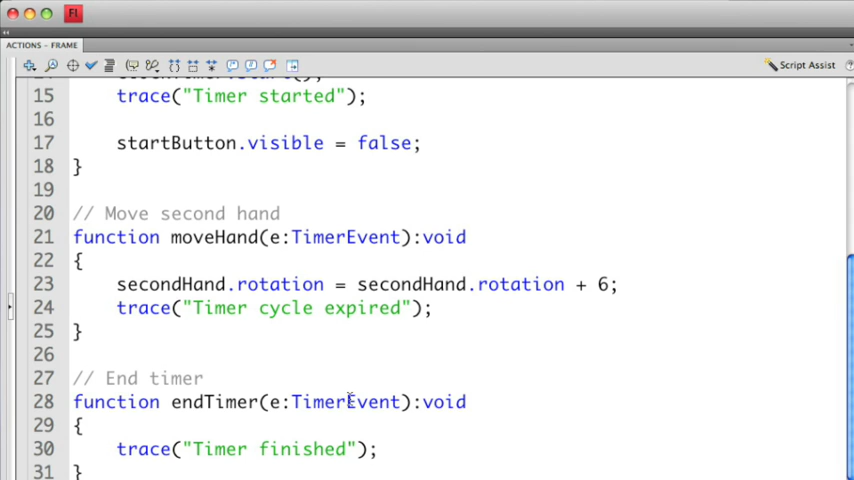 Fl
ACTIONS - FRAME
Script Assist
15 trace("Timer started");
16
17 startButton.visible = false;
18 }
19
20 // Move second hand
21 function moveHand(e:TimerEvent):void
22 {
23 secondHand.rotation = secondHand.rotation + 6;
24 trace("Timer cycle expired");
25 }
26
27 // End timer
28 function endTimer(e:TimerEvent):void
29 {
30 trace("Timer finished");
31 }